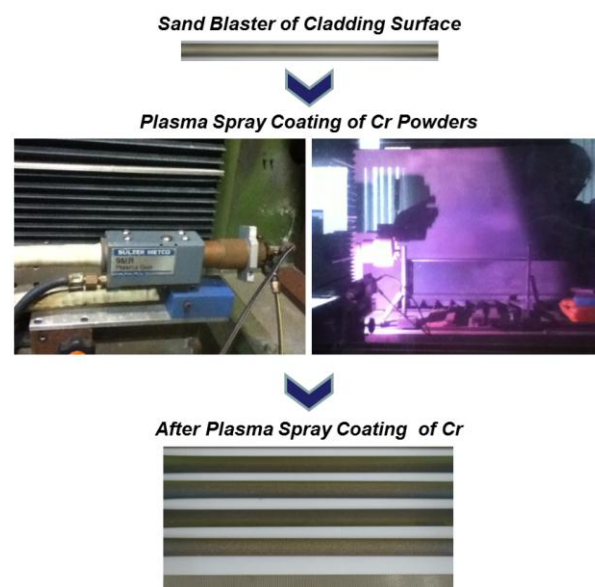 Sand Blaster of Cladding Surface
Plasma Spray Coating of Cr Powders
SULZER METCO
After Plasma Spray Coating of Cr